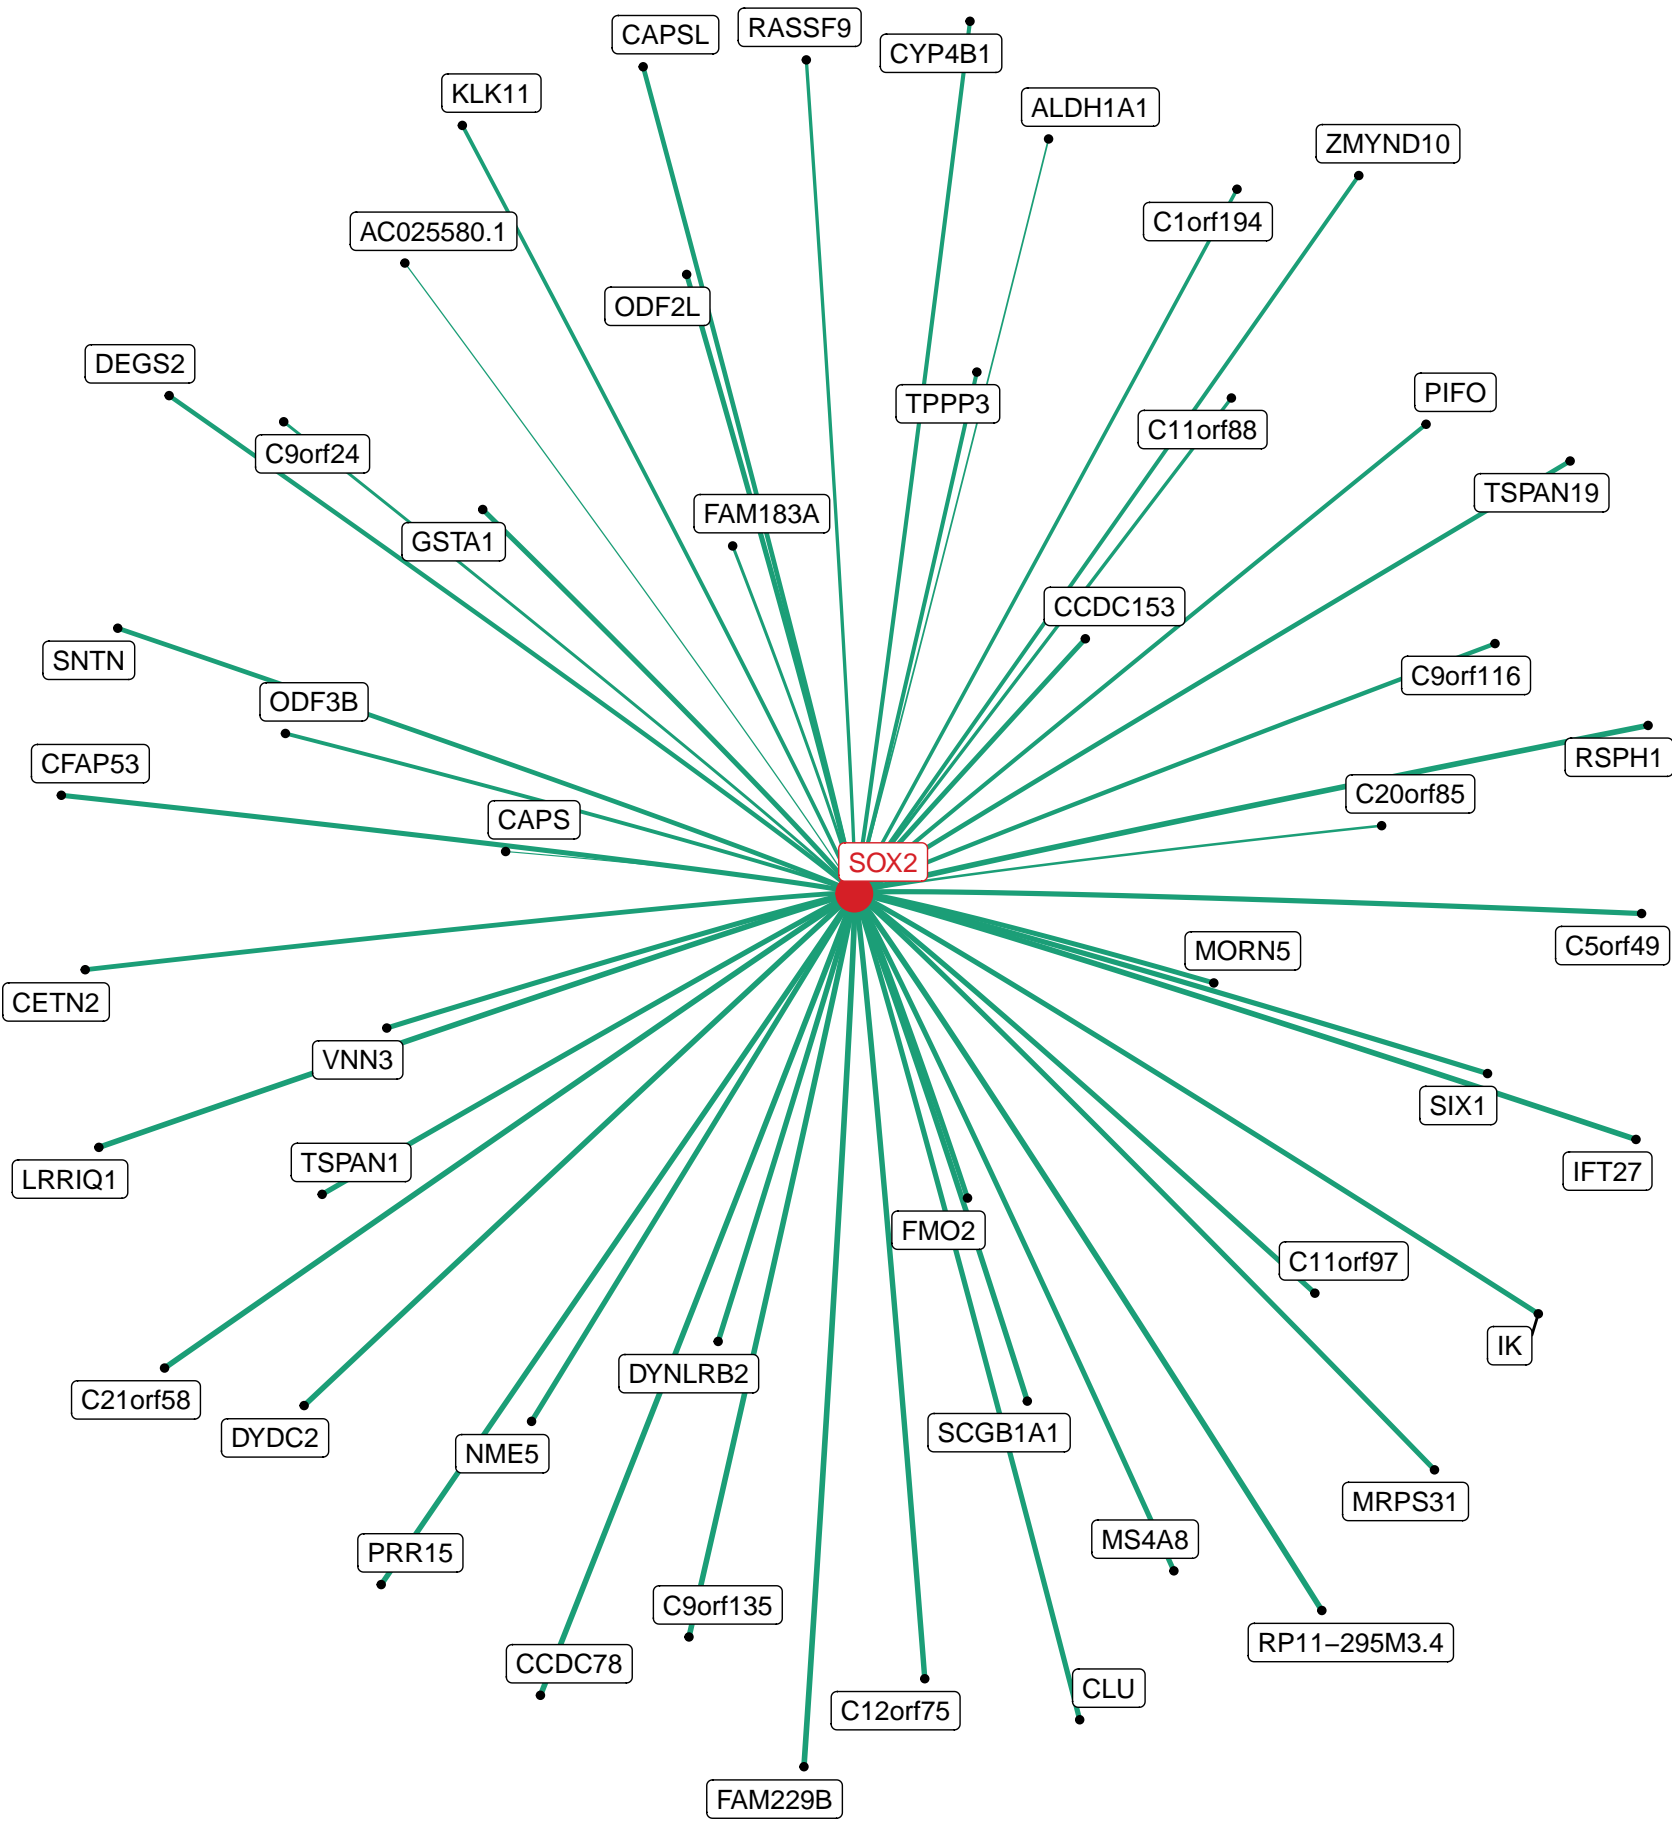 RASSF9
CAPSL
CYP4B1
KLK11
ALDH1A1
ZMYND10
C1orf194
AC025580.1
ODF2L
DEGS2
PIFO
TPPP3
C11orf88
C9orf24
TSPAN19
FAM183A
GSTA1
CCDC153
SNTN
C9orf116
ODF3B
RSPH1
CFAP53
C20orf85
CAPS
SOX2
C5orf49
MORN5
CETN2
VNN3
SIX1
TSPAN1
IFT27
LRRIQ1
FMO2
C11orf97
IK
DYNLRB2
C21orf58
SCGB1A1
DYDC2
NME5
MRPS31
MS4A8
PRR15
C9orf135
RP11−295M3.4
CCDC78
CLU
C12orf75
FAM229B